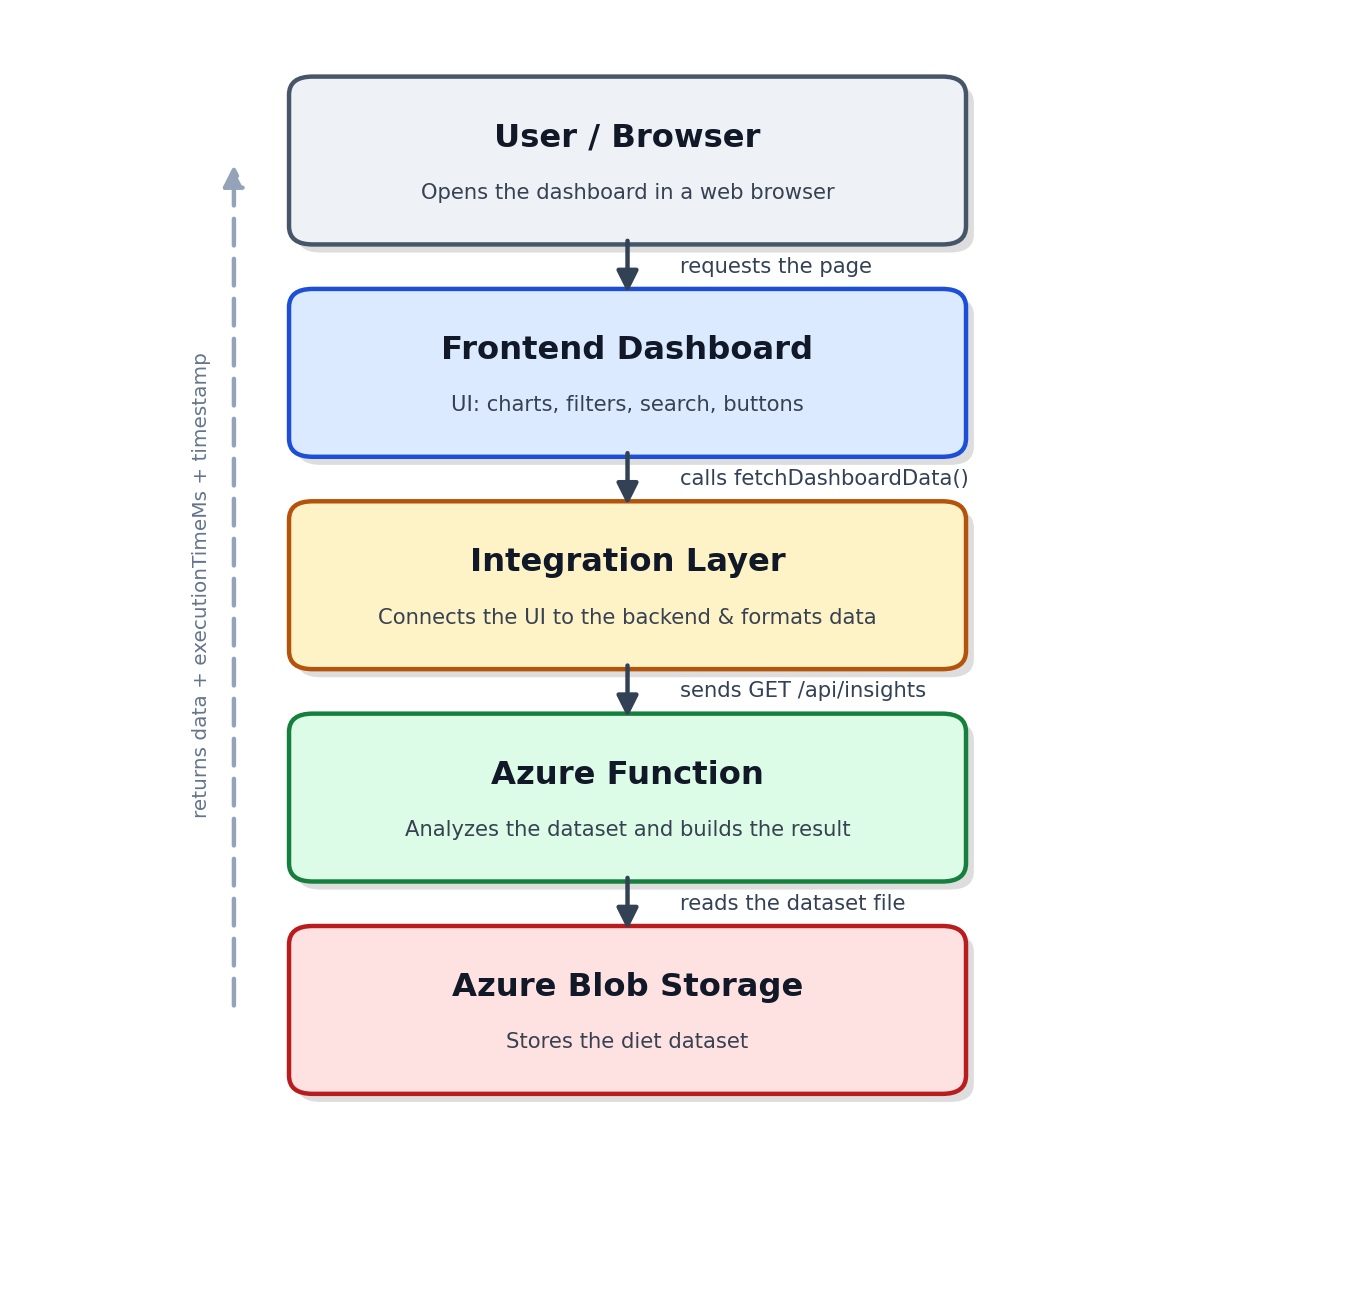 User / Browser
Opens the dashboard in a web browser
requests the page
Frontend Dashboard
UI: charts, filters, search, buttons
calls fetchDashboardData()
Integration Layer
Connects the UI to the backend & formats data
sends GET /api/insights
Azure Function
Analyzes the dataset and builds the result
reads the dataset file
Azure Blob Storage
Stores the diet dataset
returns data + executionTimeMs + timestamp